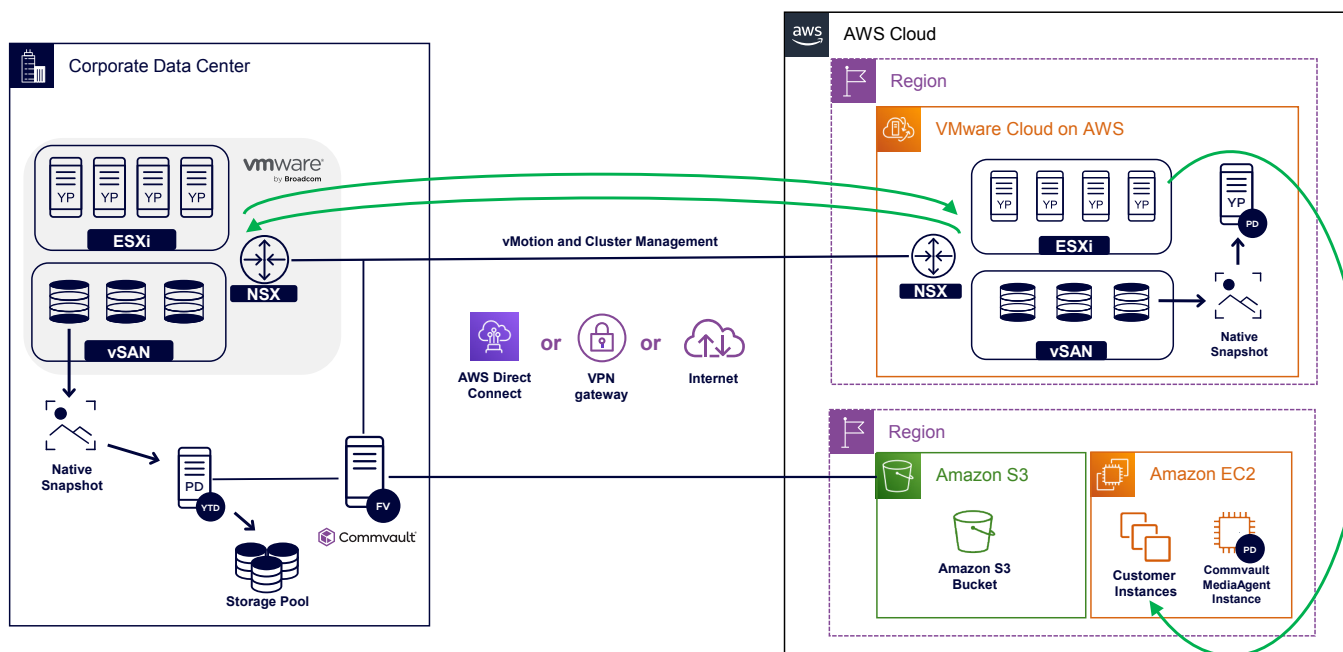 aws
AWS Cloud
Corporate Data Center
Region
VMware Cloud on AWS
vmware®
by Broadcom
YP
YP
YP
YP
ESXi
NSX
vSAN
vMotion and Cluster Management
YP
YP
YP
YP
ESXi
YP
PD
NSX
vSAN
Native
Snapshot
AWS Direct
Connect
or
VPN
gateway
or
Internet
Native
Snapshot
PD
YTD
FV
Commvault®
Storage Pool
Region
Amazon S3
Amazon S3
Bucket
Amazon EC2
Customer
Instances
PD
Commvault
MediaAgent
Instance